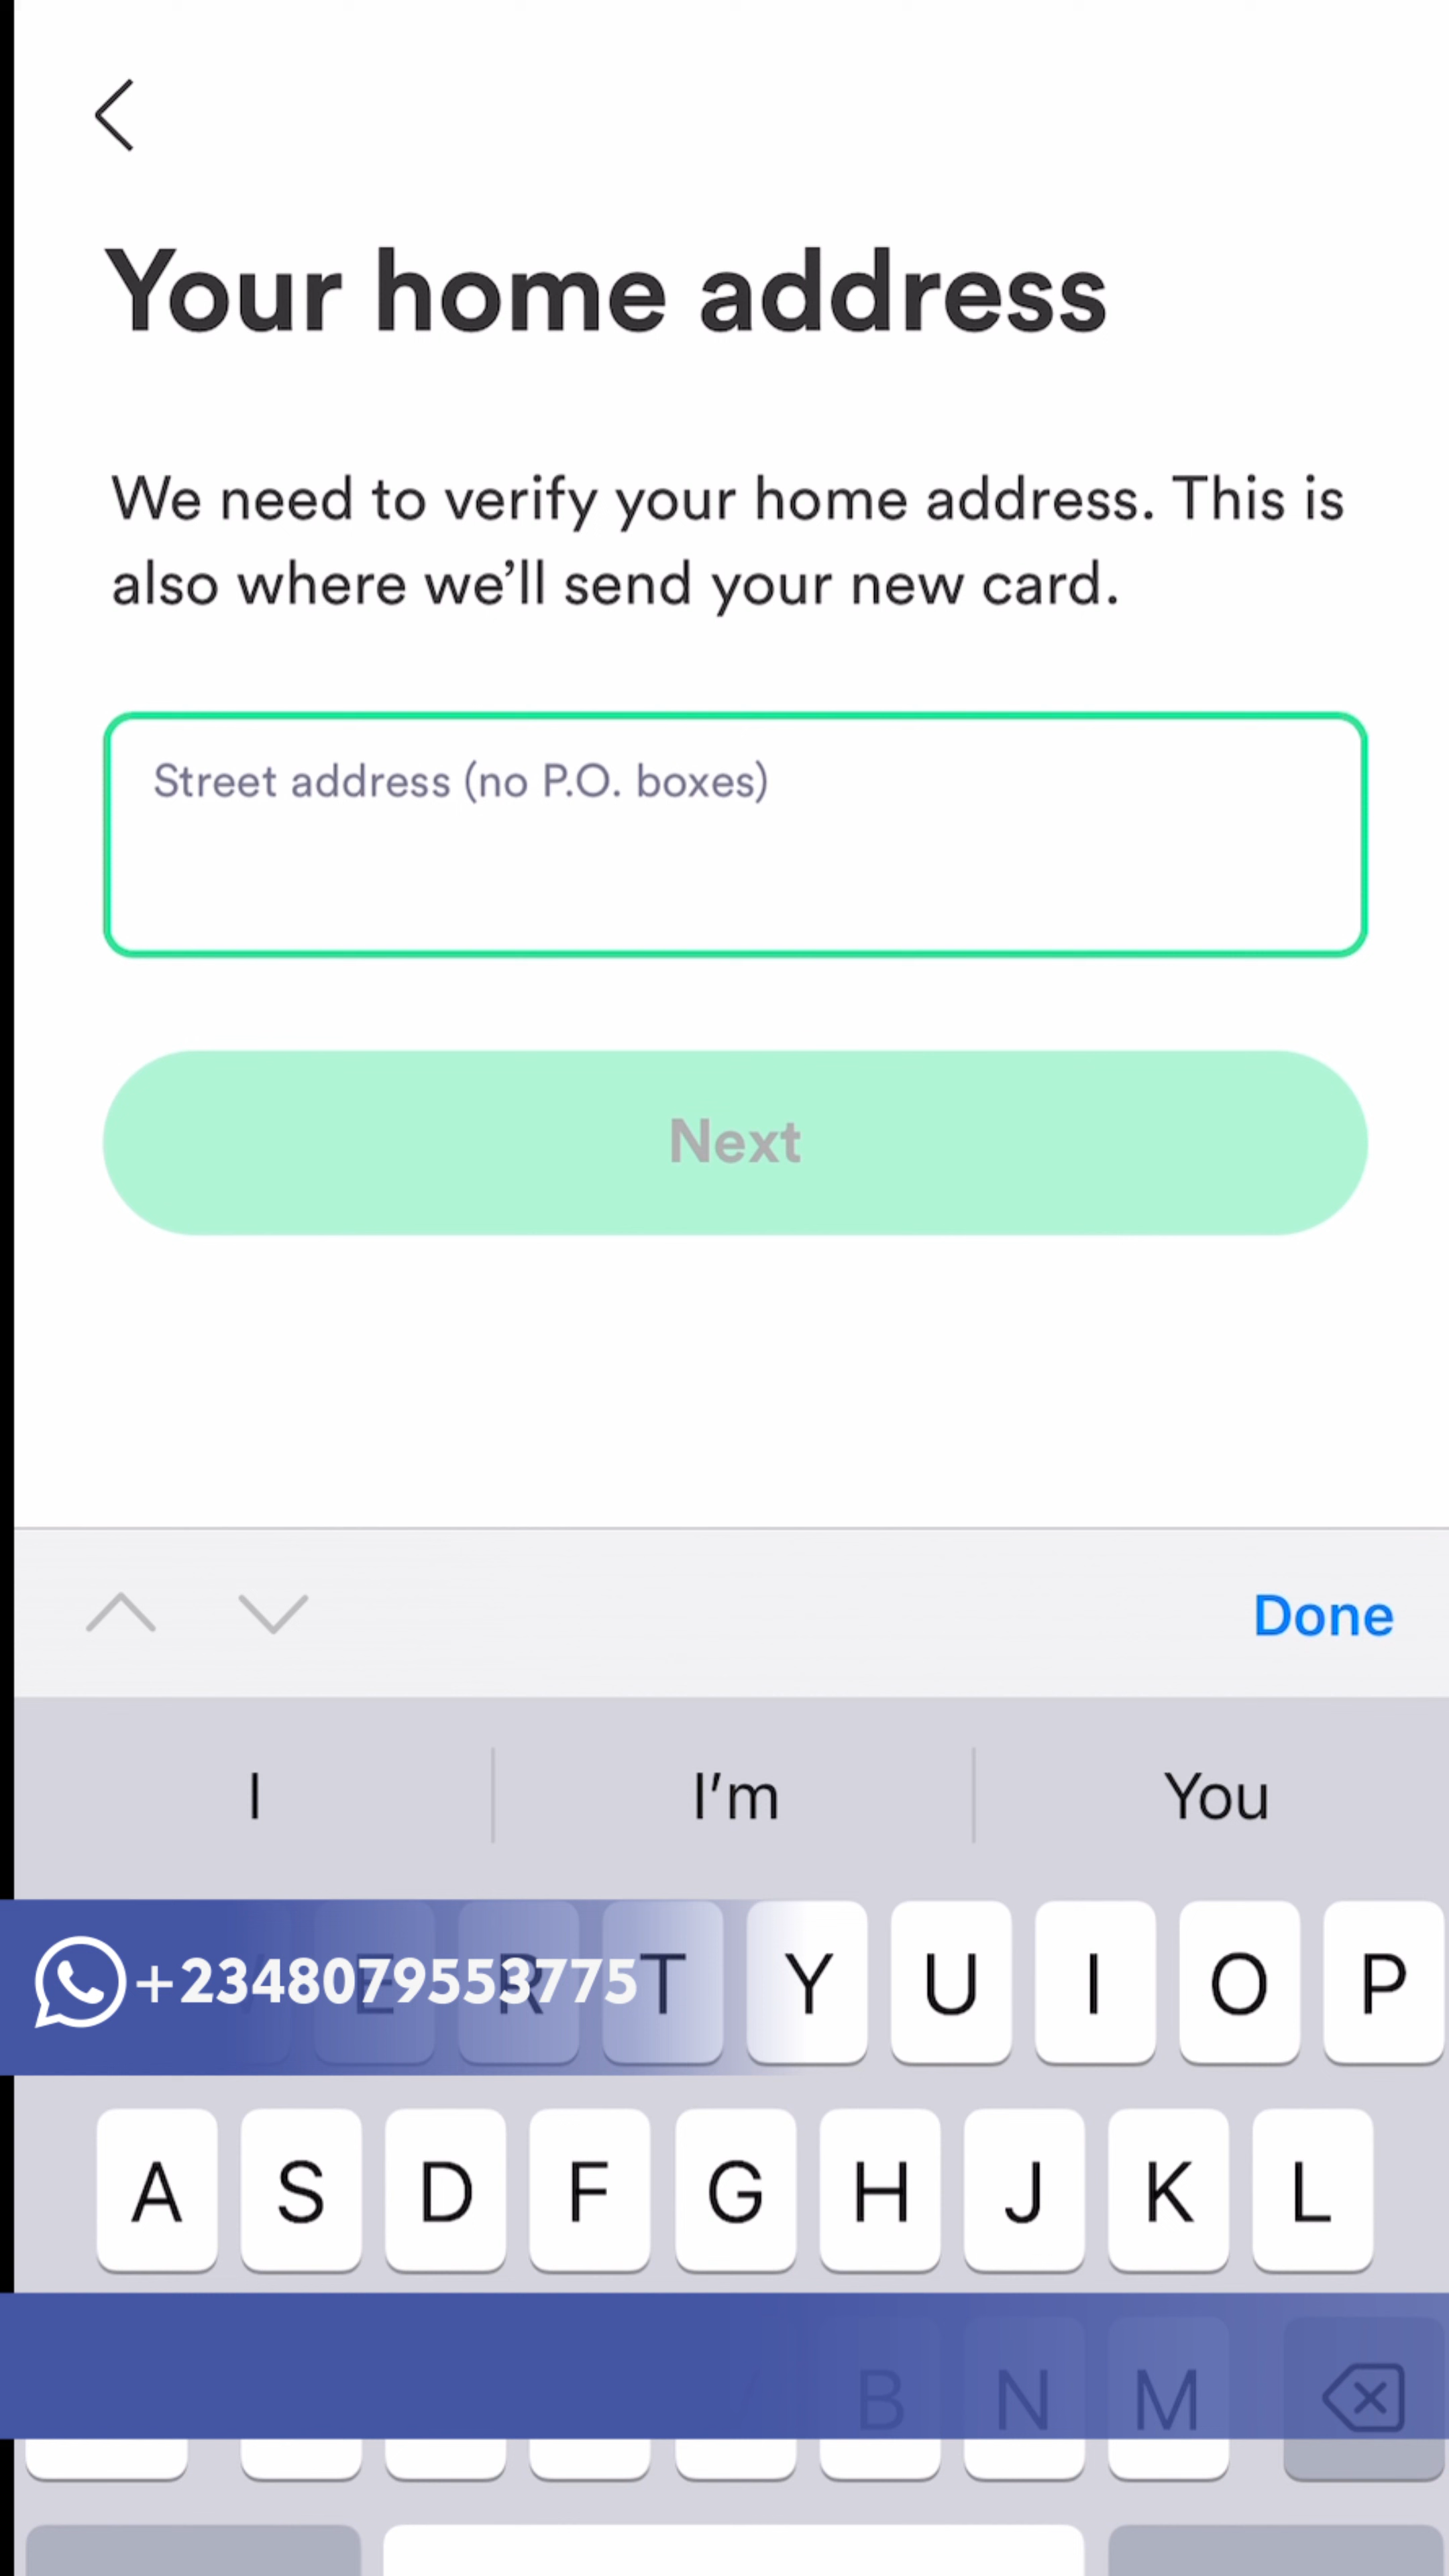 Your home address
We need to verify your home address. This is
also where we’ll send your new card.
Street address (no P.O. boxes)
Next
Done
I I’m You
+2348079553775
E R T Y U I O P
A S D F G H J K L
B N M